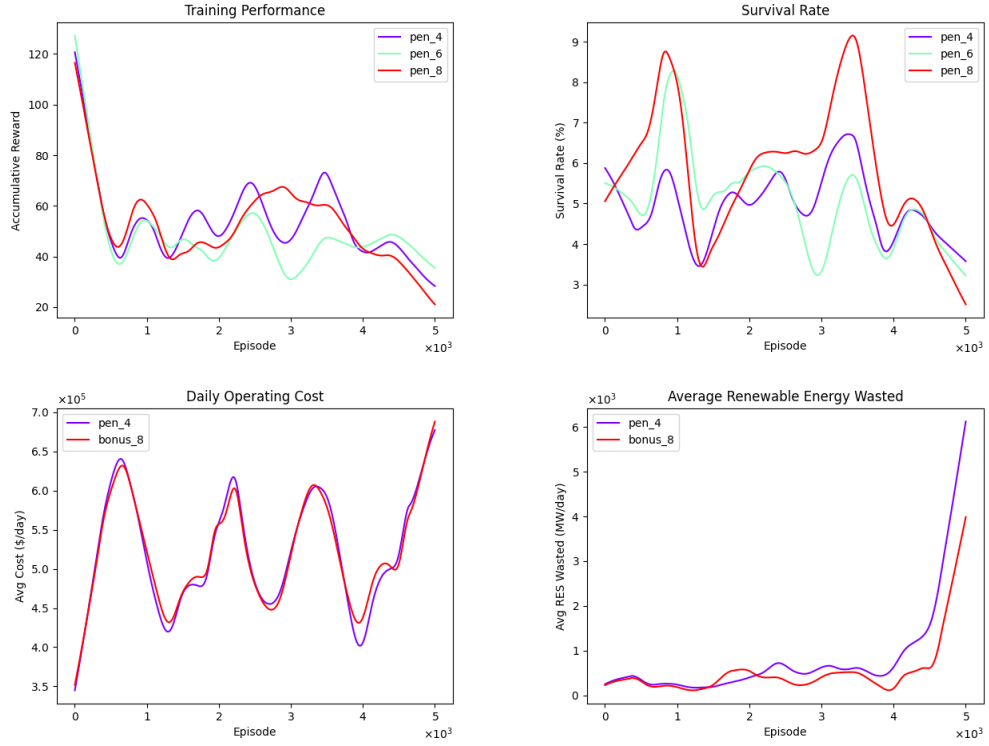 Training Performance
Accumulative Reward
120
100
80
60
40
20
0
1
2
3
4
5
Episode
×10³
pen_4
pen_6
pen_8
Survival Rate
Survival Rate (%)
9
8
7
6
5
4
3
0
1
2
3
4
5
Episode
×10³
pen_4
pen_6
pen_8
Daily Operating Cost
×10⁵
Avg Cost ($/day)
7.0
6.5
6.0
5.5
5.0
4.5
4.0
3.5
0
1
2
3
4
5
Episode
×10³
pen_4
bonus_8
Average Renewable Energy Wasted
×10³
Avg RES Wasted (MW/day)
6
5
4
3
2
1
0
0
1
2
3
4
5
Episode
×10³
pen_4
bonus_8